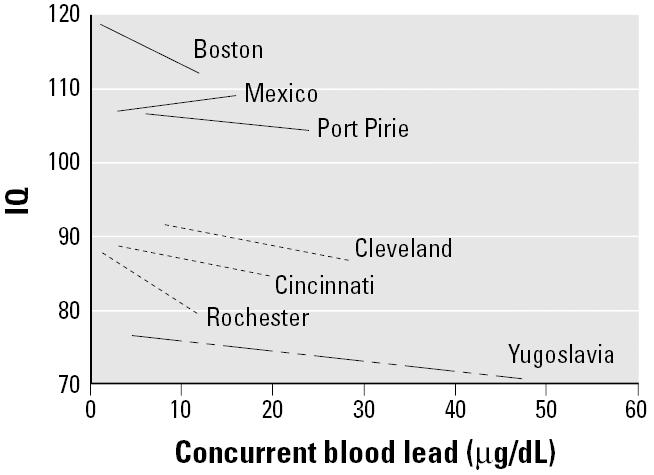 120
Boston
110
Mexico
Port Pirie
100
IQ
90
Cleveland
Cincinnati
80
Rochester
Yugoslavia
70
0 10 20 30 40 50 60
Concurrent blood lead (μg/dL)